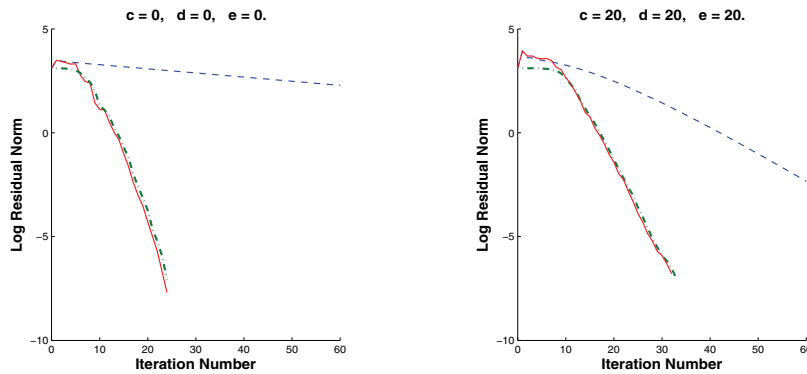 c = 0,   d = 0,   e = 0.
5
0
−5
−10
Log Residual Norm
0 10 20 30 40 50 60
Iteration Number
c = 20,   d = 20,   e = 20.
5
0
−5
−10
Log Residual Norm
0 10 20 30 40 50 60
Iteration Number